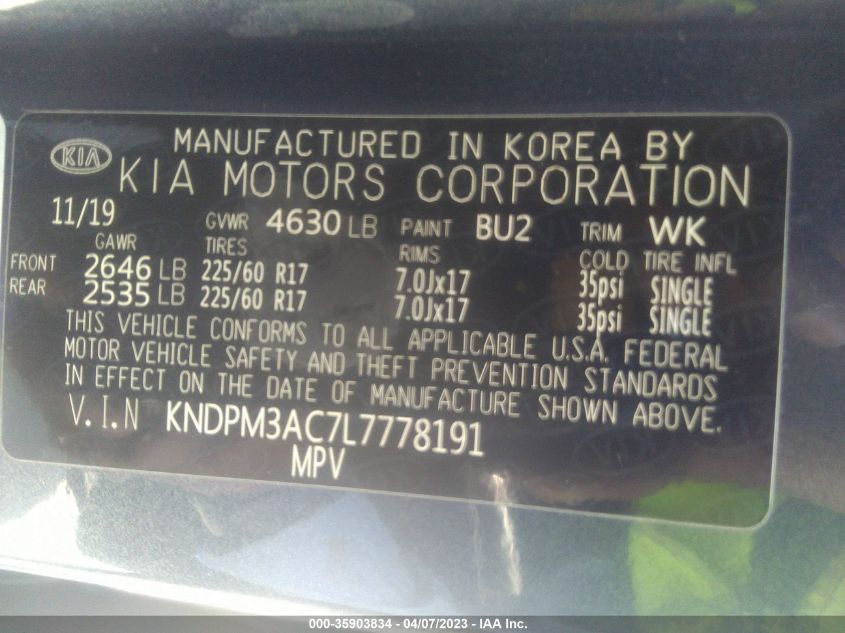 KIA
MANUFACTURED IN KOREA BY
KIA MOTORS CORPORATION
11/19 GVWR 4630 LB PAINT BU2 TRIM WK
GAWR TIRES RIMS COLD TIRE INFL
FRONT 2646 LB 225/60 R17 7.0Jx17 35psi SINGLE
REAR 2535 LB 225/60 R17 7.0Jx17 35psi SINGLE
THIS VEHICLE CONFORMS TO ALL APPLICABLE U.S.A. FEDERAL
MOTOR VEHICLE SAFETY AND THEFT PREVENTION STANDARDS
IN EFFECT ON THE DATE OF MANUFACTURE SHOWN ABOVE.
V.I.N KNDPM3AC7L7778191
MPV
000-35903834 - 04/07/2023 - IAA Inc.